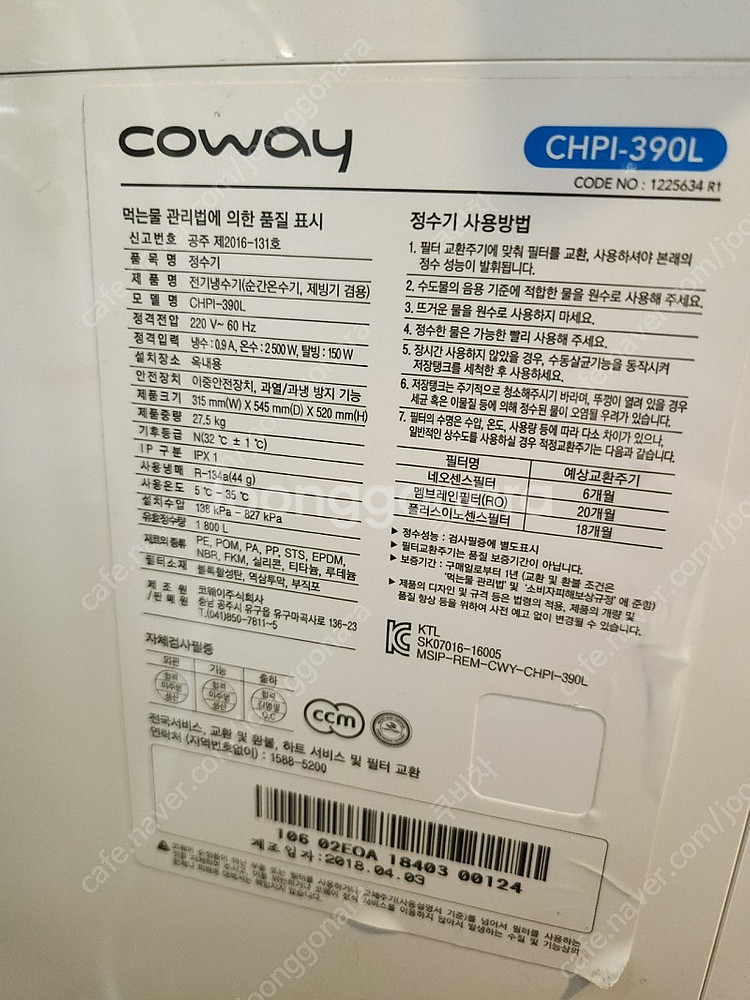 coway
CHPI-390L
CODE NO : 1225634 R1
먹는물 관리법에 의한 품질 표시
신고번호 공주 제2016-131호
품목명 정수기
제품명 전기냉수기(순간온수기, 제빙기 겸용)
모델명 CHPI-390L
정격전압 220 V~ 60 Hz
정격입력 냉수 : 0.9 A, 온수 : 2 500 W, 탈빙 : 150 W
설치장소 옥내용
안전장치 이중안전장치, 과열/과냉 방지 기능
제품크기 315 mm(W) X 545 mm(D) X 520 mm(H)
제품중량 27.5 kg
기후등급 N(32 ℃ ± 1 ℃)
IP 구분 IPX 1
사용냉매 R-134a(44 g)
사용온도 5 ℃ - 35 ℃
설치수압 138 kPa - 827 kPa
유효정수량 1 800 L
재료의 종류 PE, POM, PA, PP, STS, EPDM,
NBR, FKM, 실리콘, 티타늄, 루테늄
필터소재 블록활성탄, 역삼투막, 부직포
제조원/판매원 코웨이주식회사
충남 공주시 유구읍 유구마곡사로 136-23
T.(041)850-7811~5
정수기 사용방법
1. 필터 교환주기에 맞춰 필터를 교환, 사용하셔야 본래의
정수 성능이 발휘됩니다.
2. 수도물의 음용 기준에 적합한 물을 원수로 사용해 주세요.
3. 뜨거운 물을 원수로 사용하지 마세요.
4. 정수한 물은 가능한 빨리 사용해 주세요.
5. 장시간 사용하지 않았을 경우, 수동살균기능을 동작시켜
저장탱크를 세척한 후 사용하세요.
6. 저장탱크는 주기적으로 청소해주시기 바라며, 뚜껑이 열려 있을 경우
세균 혹은 이물질 등에 의해 정수된 물이 오염될 우려가 있습니다.
7. 필터의 수명은 수압, 온도, 사용량 등에 따라 다소 차이가 있으나,
일반적인 상수도를 사용하실 경우 적정교환주기는 다음과 같습니다.
필터명 예상교환주기
네오센스필터 6개월
멤브레인필터(RO) 20개월
플러스이노센스필터 18개월
▶ 정수성능 : 검사필증에 별도표시
▶ 필터교환주기는 품질 보증기간이 아닙니다.
▶ 보증기간 : 구매일로부터 1년 (교환 및 환불 조건은
'먹는물 관리법' 및 '소비자피해보상규정' 에 준함)
▶ 제품의 디자인 및 규격 등은 법령의 적용, 제품의 개량 및
품질 향상 등을 위하여 사전 예고 없이 변경될 수 있습니다.
KTL
SK07016-16005
MSIP-REM-CWY-CHPI-390L
자체검사필증
외관 기능 출하
합격 이주영 생산
합격 이주영 생산
합격 Q.C
ccm
전국서비스, 교환 및 환불, 하트 서비스 및 필터 교환
연락처 (지역번호없이) : 1588-5200
106 02EOA 18403 00124
제조일자:2018.04.03
joonggonara
cafe.naver.com/joonggonara